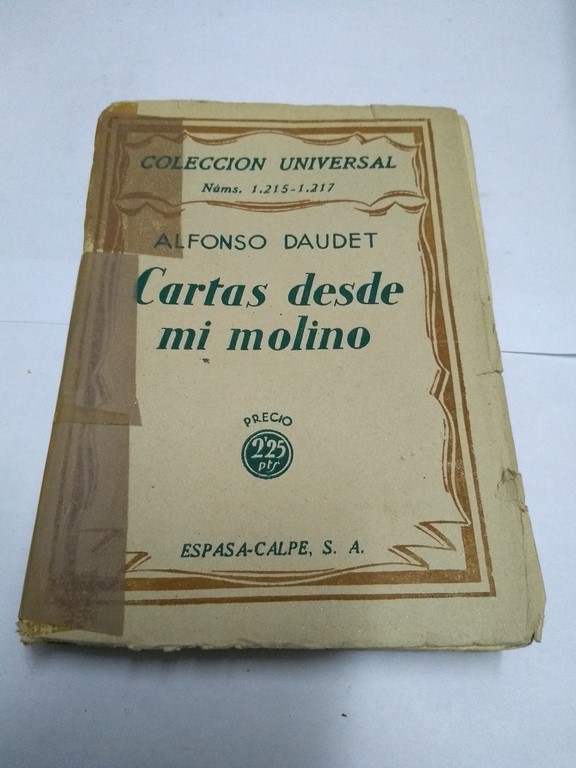 COLECCION UNIVERSAL
Núms. 1.215-1.217
ALFONSO DAUDET
Cartas desde
mi molino
PRECIO
2'25
pts
ESPASA-CALPE, S. A.